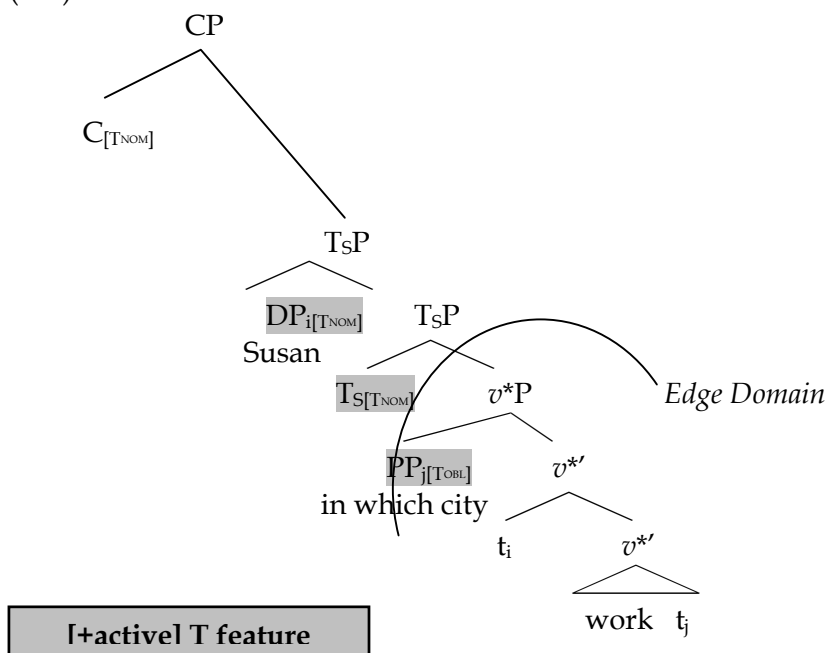 CP
C[TNOM]
TSP
DPi[TNOM] TSP
Susan
TS[TNOM] v*P Edge Domain
PPj[TOBL] v*′
in which city
ti v*′
work tj
[+active] T feature